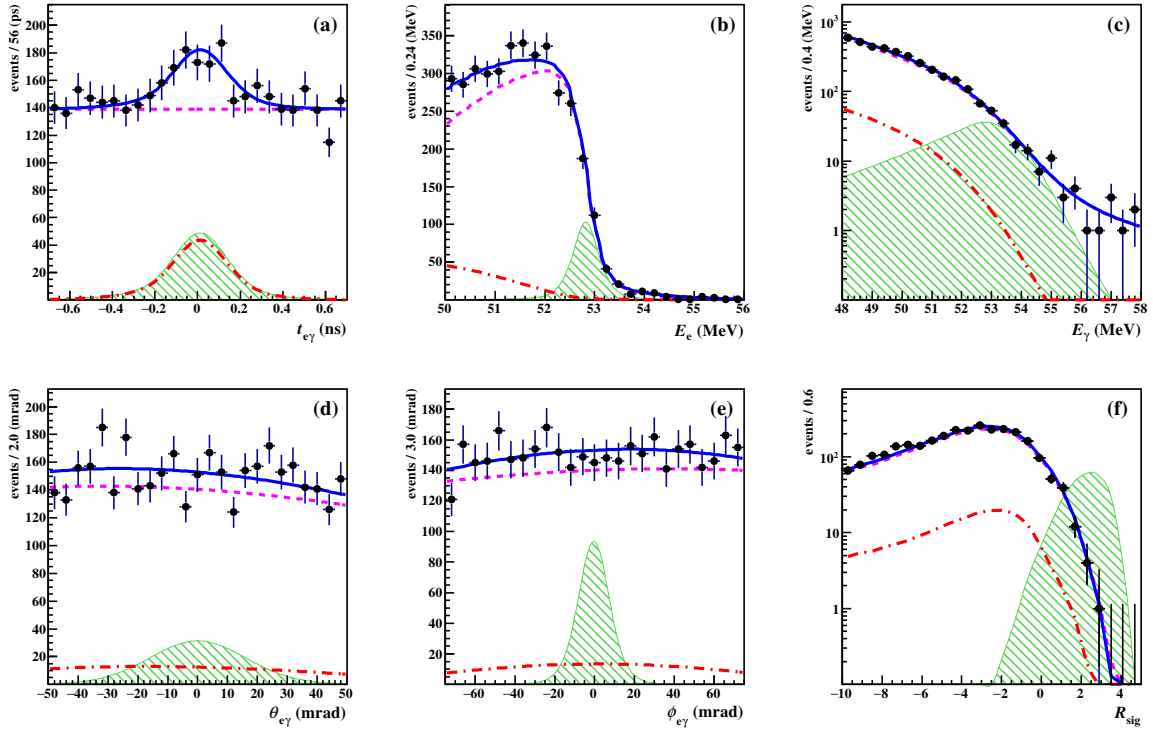 (a)
events / 56 (ps)
200
180
160
140
120
100
80
60
40
20
−0.6 −0.4 −0.2 0 0.2 0.4 0.6
t_eγ (ns)
(b)
events / 0.24 (MeV)
350
300
250
200
150
100
50
50 51 52 53 54 55 56
E_e (MeV)
(c)
events / 0.4 (MeV)
10³
10²
10
1
48 49 50 51 52 53 54 55 56 57 58
E_γ (MeV)
(d)
events / 2.0 (mrad)
200
180
160
140
120
100
80
60
40
20
−50 −40 −30 −20 −10 0 10 20 30 40 50
θ_eγ (mrad)
(e)
events / 3.0 (mrad)
180
160
140
120
100
80
60
40
20
−60 −40 −20 0 20 40 60
ϕ_eγ (mrad)
(f)
events / 0.6
10²
10
1
−10 −8 −6 −4 −2 0 2 4
R_sig